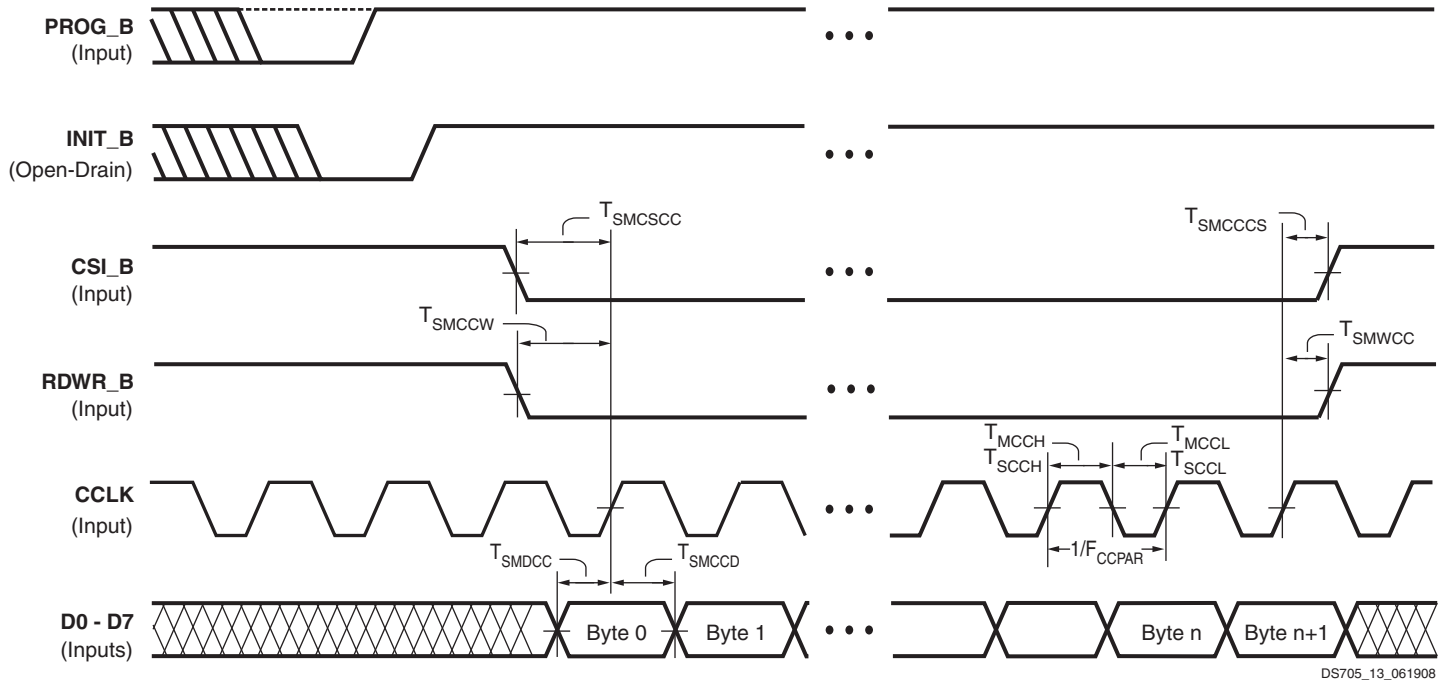 PROG_B
(Input)
INIT_B
(Open-Drain)
T_SMCSCC
T_SMCCCS
CSI_B
(Input)
T_SMCCW
T_SMWCC
RDWR_B
(Input)
T_MCCH
T_SCCH
T_MCCL
T_SCCL
CCLK
(Input)
1/F_CCPAR
T_SMDCC
T_SMCCD
D0 - D7
(Inputs)
Byte 0
Byte 1
Byte n
Byte n+1
DS705_13_061908